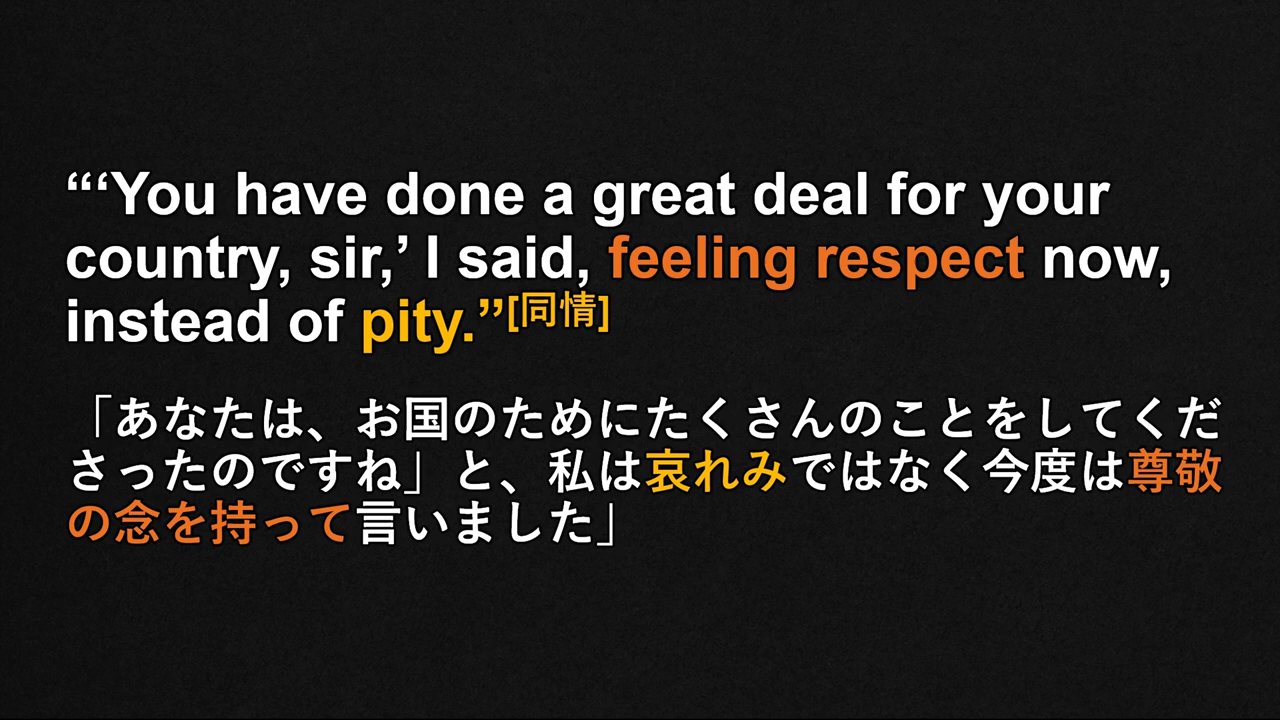 “‘You have done a great deal for your
country, sir,’ I said, feeling respect now,
instead of pity.”[同情]
「あなたは、お国のためにたくさんのことをしてくだ
さったのですね」と、私は哀れみではなく今度は尊敬
の念を持って言いました」